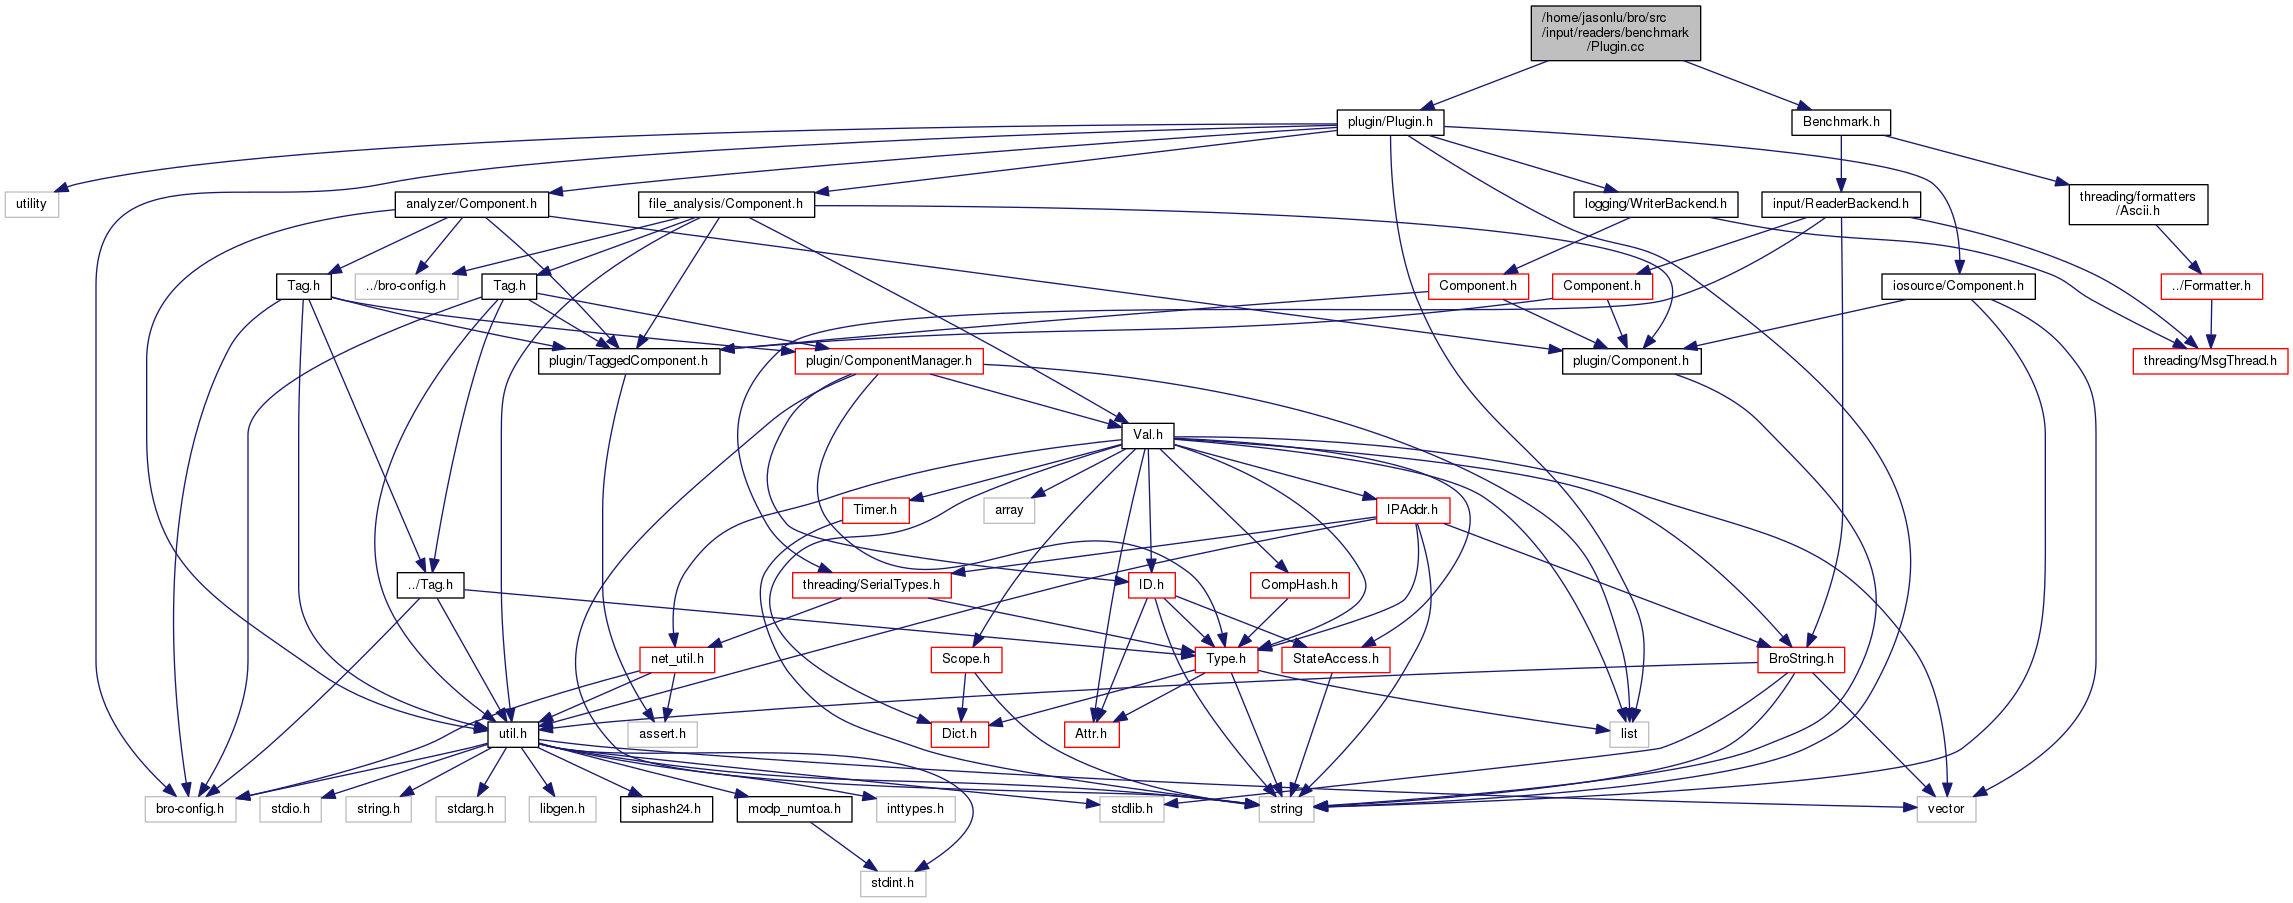 /home/jasonlu/bro/src
/input/readers/benchmark
/Plugin.cc
plugin/Plugin.h
Benchmark.h
utility
analyzer/Component.h
file_analysis/Component.h
logging/WriterBackend.h
input/ReaderBackend.h
threading/formatters
/Ascii.h
Tag.h
../bro-config.h
Tag.h
Component.h
Component.h
iosource/Component.h
../Formatter.h
plugin/TaggedComponent.h
plugin/ComponentManager.h
plugin/Component.h
threading/MsgThread.h
Val.h
Timer.h
array
IPAddr.h
../Tag.h
threading/SerialTypes.h
ID.h
CompHash.h
net_util.h
Scope.h
Type.h
StateAccess.h
BroString.h
util.h
assert.h
Dict.h
Attr.h
list
bro-config.h
stdio.h
string.h
stdarg.h
libgen.h
siphash24.h
modp_numtoa.h
inttypes.h
stdlib.h
string
vector
stdint.h